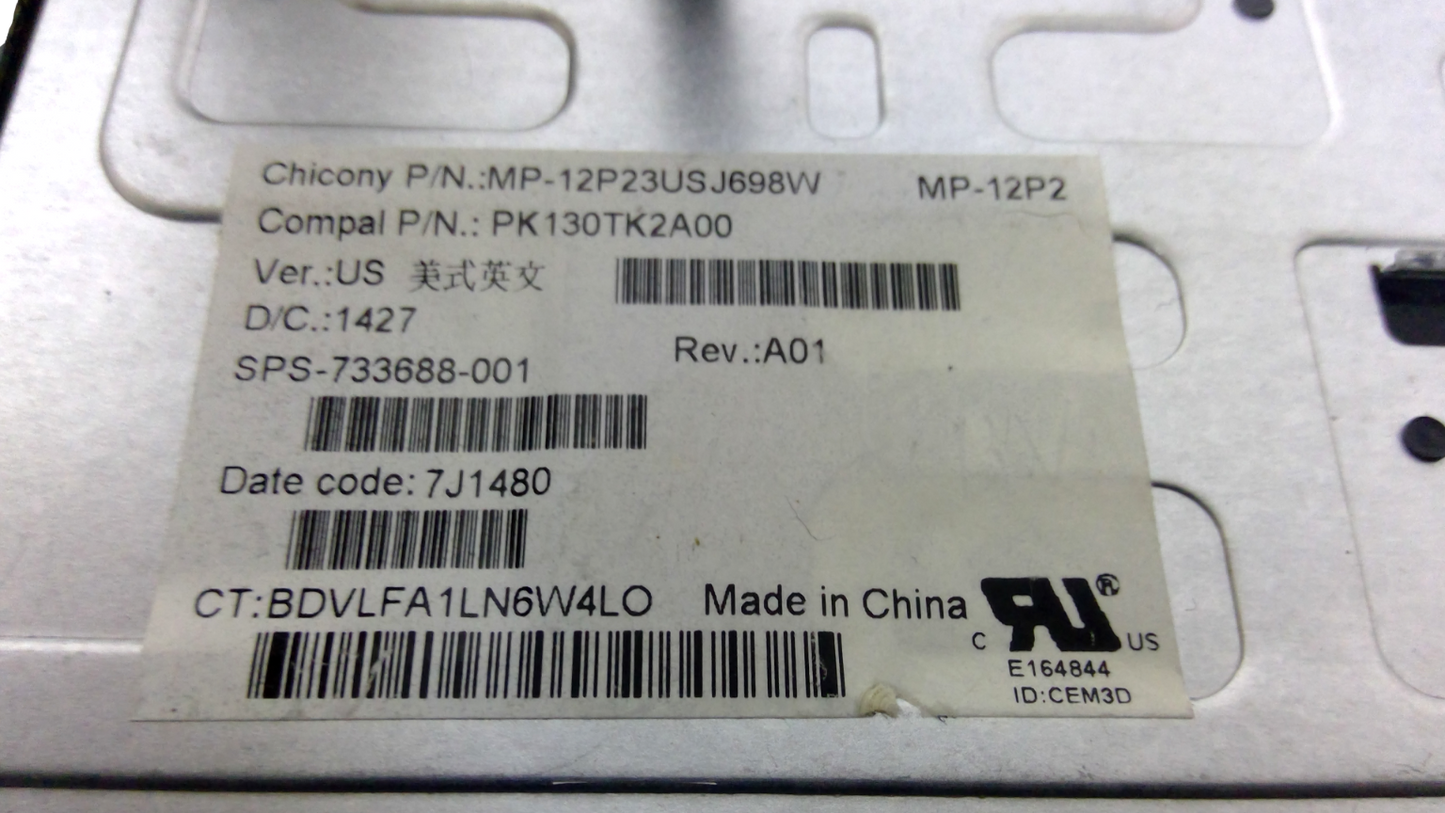 Chicony P/N.:MP-12P23USJ698W MP-12P2
Compal P/N.: PK130TK2A00
Ver.:US 美式英文
D/C.:1427
Rev.:A01
SPS-733688-001
Date code: 7J1480
CT:BDVLFA1LN6W4LO Made in China
C RU ® US
E164844
ID:CEM3D